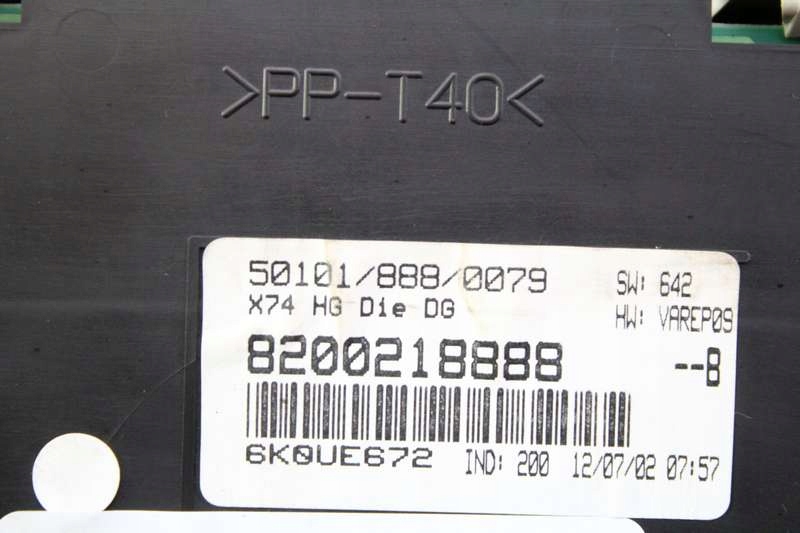 >PP-T40<
50101/888/0079
SW: 642
X74 HG Die DG
HW: VAREP09
8200218888
--B
6K0UE672 IND: 200 12/07/02 07:57